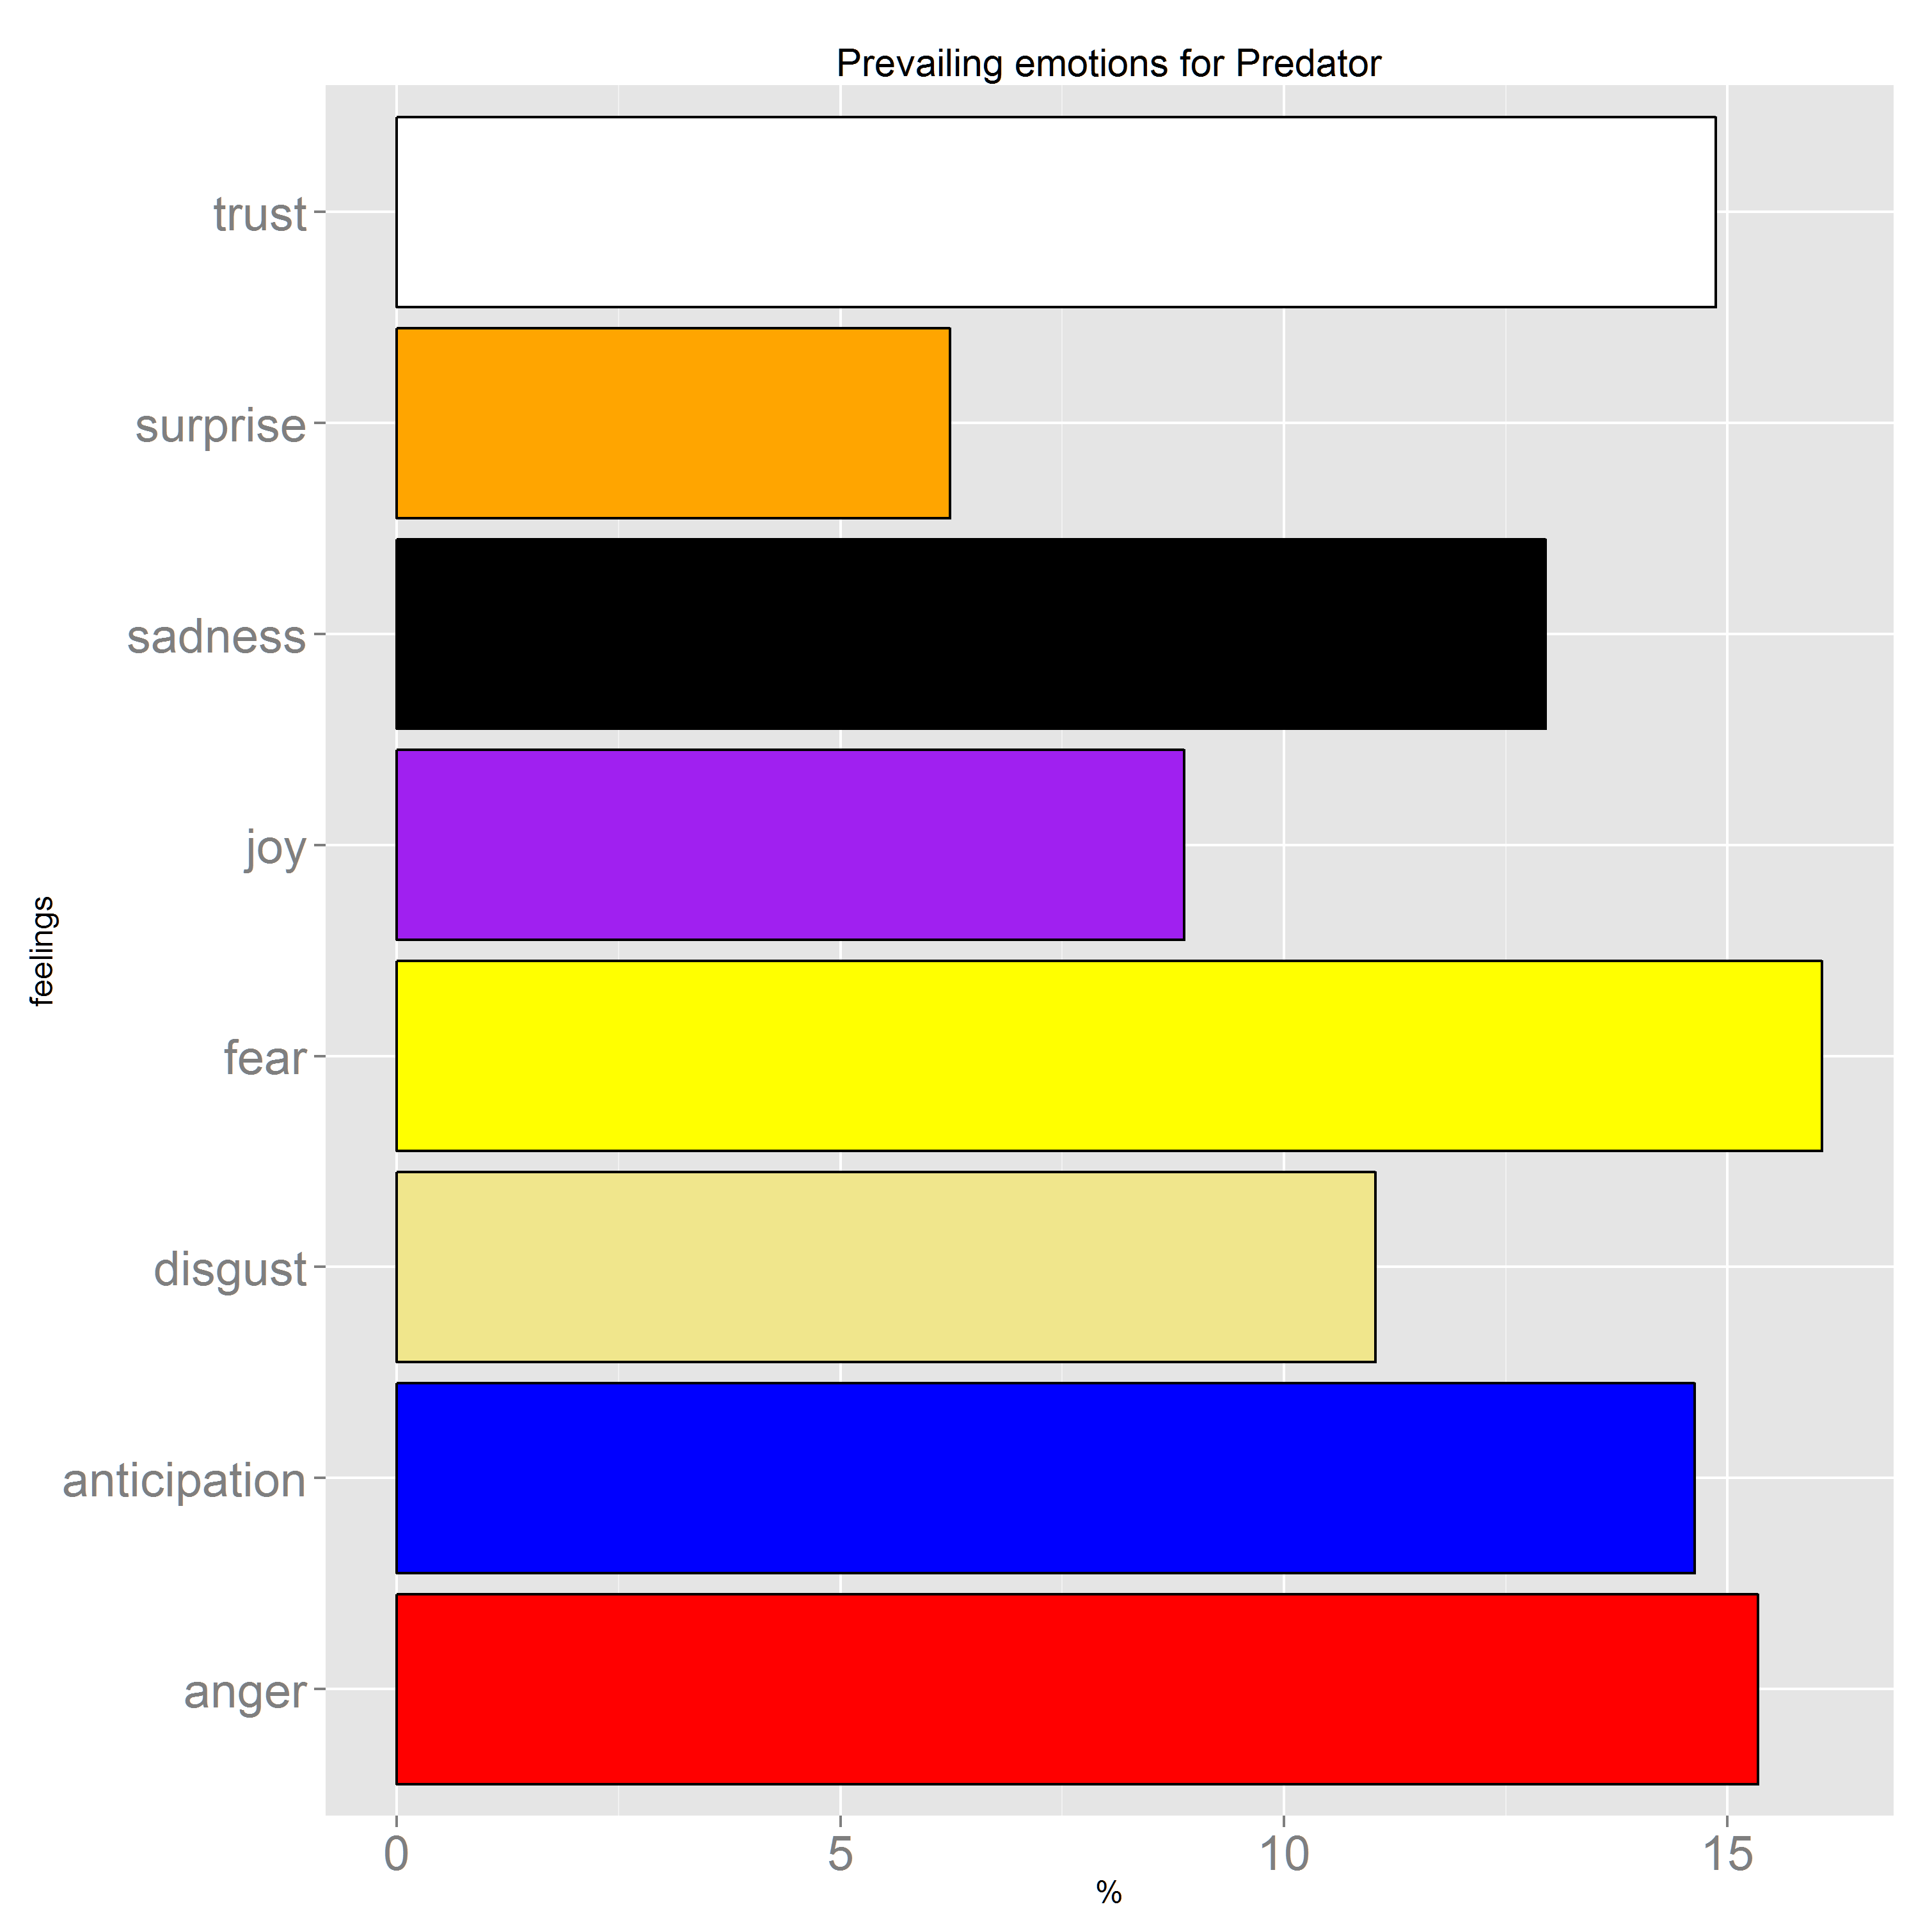 Prevailing emotions for Predator
trust
surprise
sadness
joy
fear
disgust
anticipation
anger
feelings
0 5 10 15
%